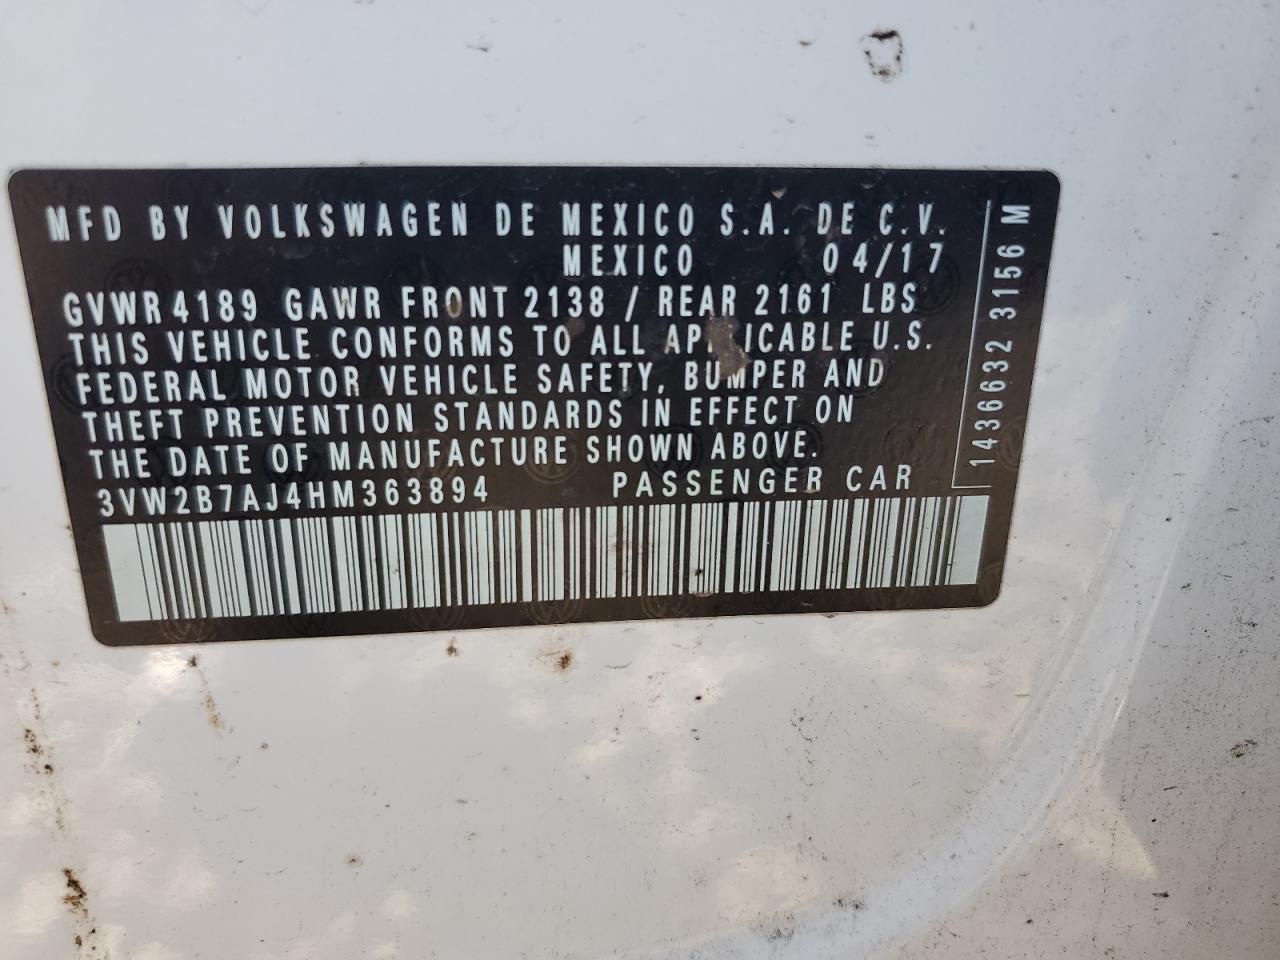 MFD BY VOLKSWAGEN DE MEXICO S.A. DE C.V.
MEXICO 04/17
GVWR 4189 GAWR FRONT 2138 / REAR 2161 LBS
THIS VEHICLE CONFORMS TO ALL APPLICABLE U.S.
FEDERAL MOTOR VEHICLE SAFETY, BUMPER AND
THEFT PREVENTION STANDARDS IN EFFECT ON
THE DATE OF MANUFACTURE SHOWN ABOVE.
3VW2B7AJ4HM363894 PASSENGER CAR
1436632 3156 M